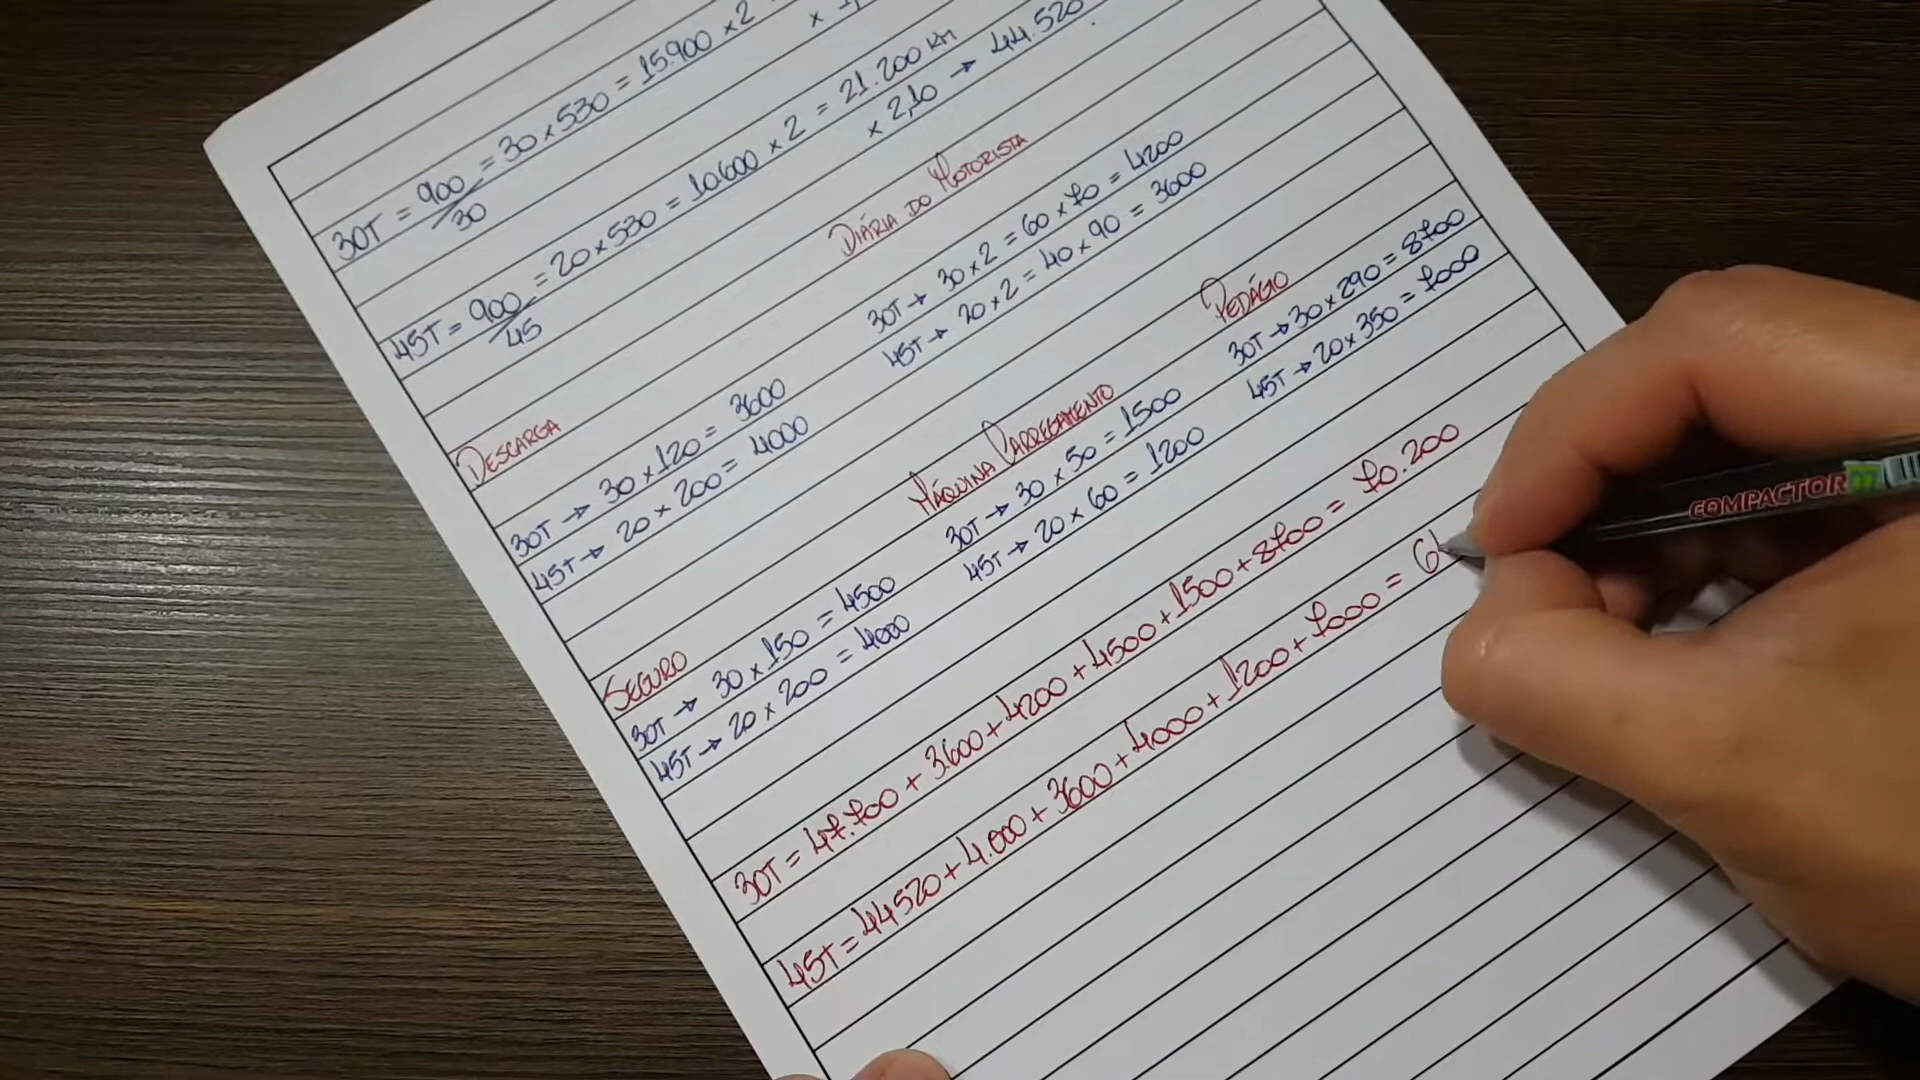 30T = 900/30 = 30 x 530 = 15.900 x 2
x
45T = 900/45 = 20 x 530 = 10600 x 2 = 21.200 KM
x 2,10 → 44.520
DIÁRIA DO MOTORISTA
30T → 30 x 2 = 60 x 70 = 4200
45T → 20 x 2 = 40 x 90 = 3600
DESCARGA
30T → 30 x 120 = 3600
45T → 20 x 200 = 4000
PEDÁGIO
30T → 30 x 290 = 8700
45T → 20 x 350 = 7000
MÁQUINA CARREGAMENTO
30T → 30 x 50 = 1500
45T → 20 x 60 = 1200
SEGURO
30T → 30 x 150 = 4500
45T → 20 x 200 = 4000
30T = 47.700 + 3.600 + 4200 + 4500 + 1500 + 8700 = 70.200
45T = 44520 + 4.000 + 3600 + 4000 + 1200 + 7000 = 6
COMPACTOR 07